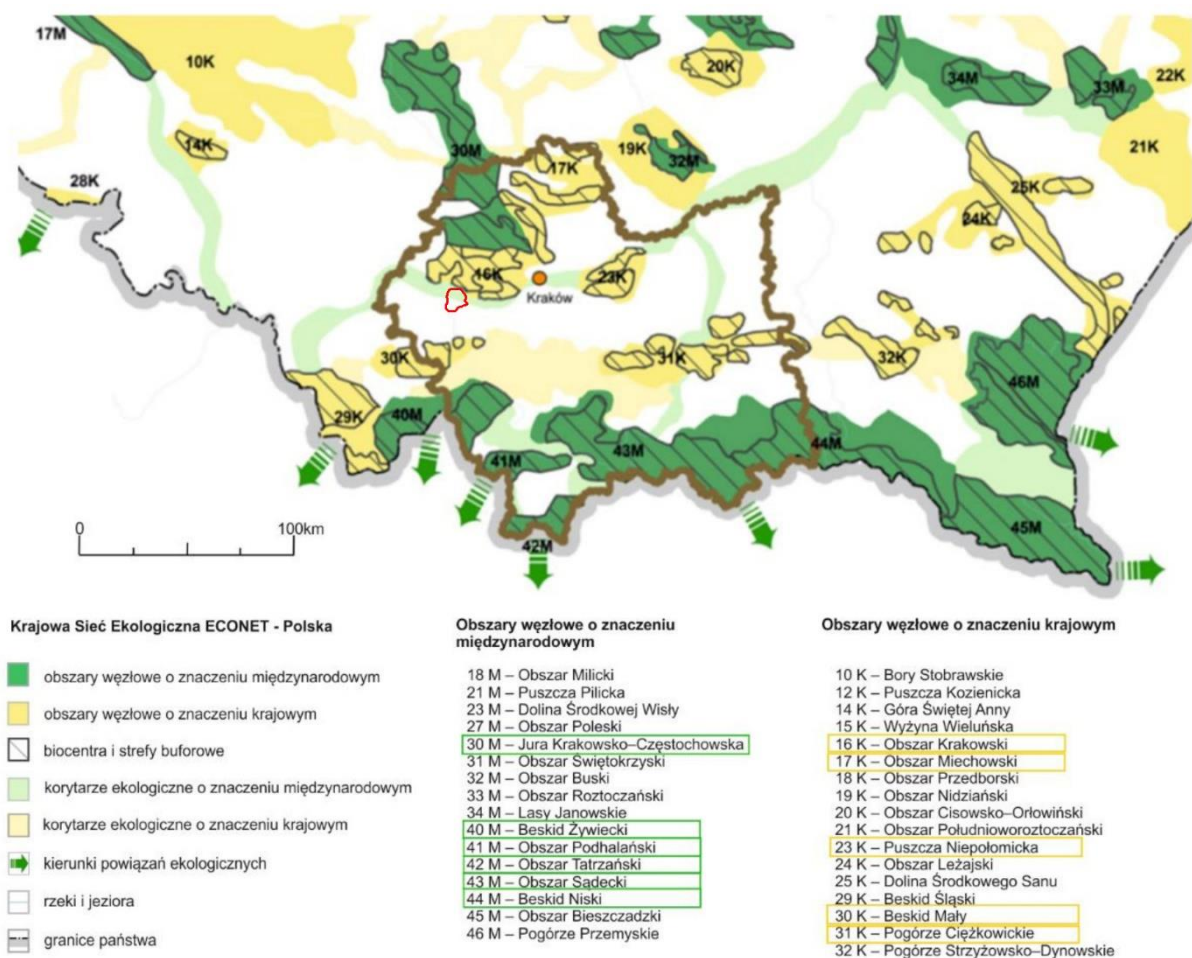 17M
10K
20K
34M
33M
22K
14K
30M
17K
19K
32M
21K
28K
25K
24K
16K
23K
Kraków
30K
31K
32K
46M
29K
40M
41M
43M
44M
45M
42M
0 100km
Krajowa Sieć Ekologiczna ECONET - Polska
obszary węzłowe o znaczeniu międzynarodowym
obszary węzłowe o znaczeniu krajowym
biocentra i strefy buforowe
korytarze ekologiczne o znaczeniu międzynarodowym
korytarze ekologiczne o znaczeniu krajowym
kierunki powiązań ekologicznych
rzeki i jeziora
granice państwa
Obszary węzłowe o znaczeniu
międzynarodowym
18 M – Obszar Milicki
21 M – Puszcza Pilicka
23 M – Dolina Środkowej Wisły
27 M – Obszar Poleski
30 M – Jura Krakowsko–Częstochowska
31 M – Obszar Świętokrzyski
32 M – Obszar Buski
33 M – Obszar Roztoczański
34 M – Lasy Janowskie
40 M – Beskid Żywiecki
41 M – Obszar Podhalański
42 M – Obszar Tatrzański
43 M – Obszar Sądecki
44 M – Beskid Niski
45 M – Obszar Bieszczadzki
46 M – Pogórze Przemyskie
Obszary węzłowe o znaczeniu krajowym
10 K – Bory Stobrawskie
12 K – Puszcza Kozienicka
14 K – Góra Świętej Anny
15 K – Wyżyna Wieluńska
16 K – Obszar Krakowski
17 K – Obszar Miechowski
18 K – Obszar Przedborski
19 K – Obszar Nidziański
20 K – Obszar Cisowsko–Orłowiński
21 K – Obszar Południoworoztoczański
23 K – Puszcza Niepołomicka
24 K – Obszar Leżajski
25 K – Dolina Środkowego Sanu
29 K – Beskid Śląski
30 K – Beskid Mały
31 K – Pogórze Ciężkowickie
32 K – Pogórze Strzyżowsko–Dynowskie